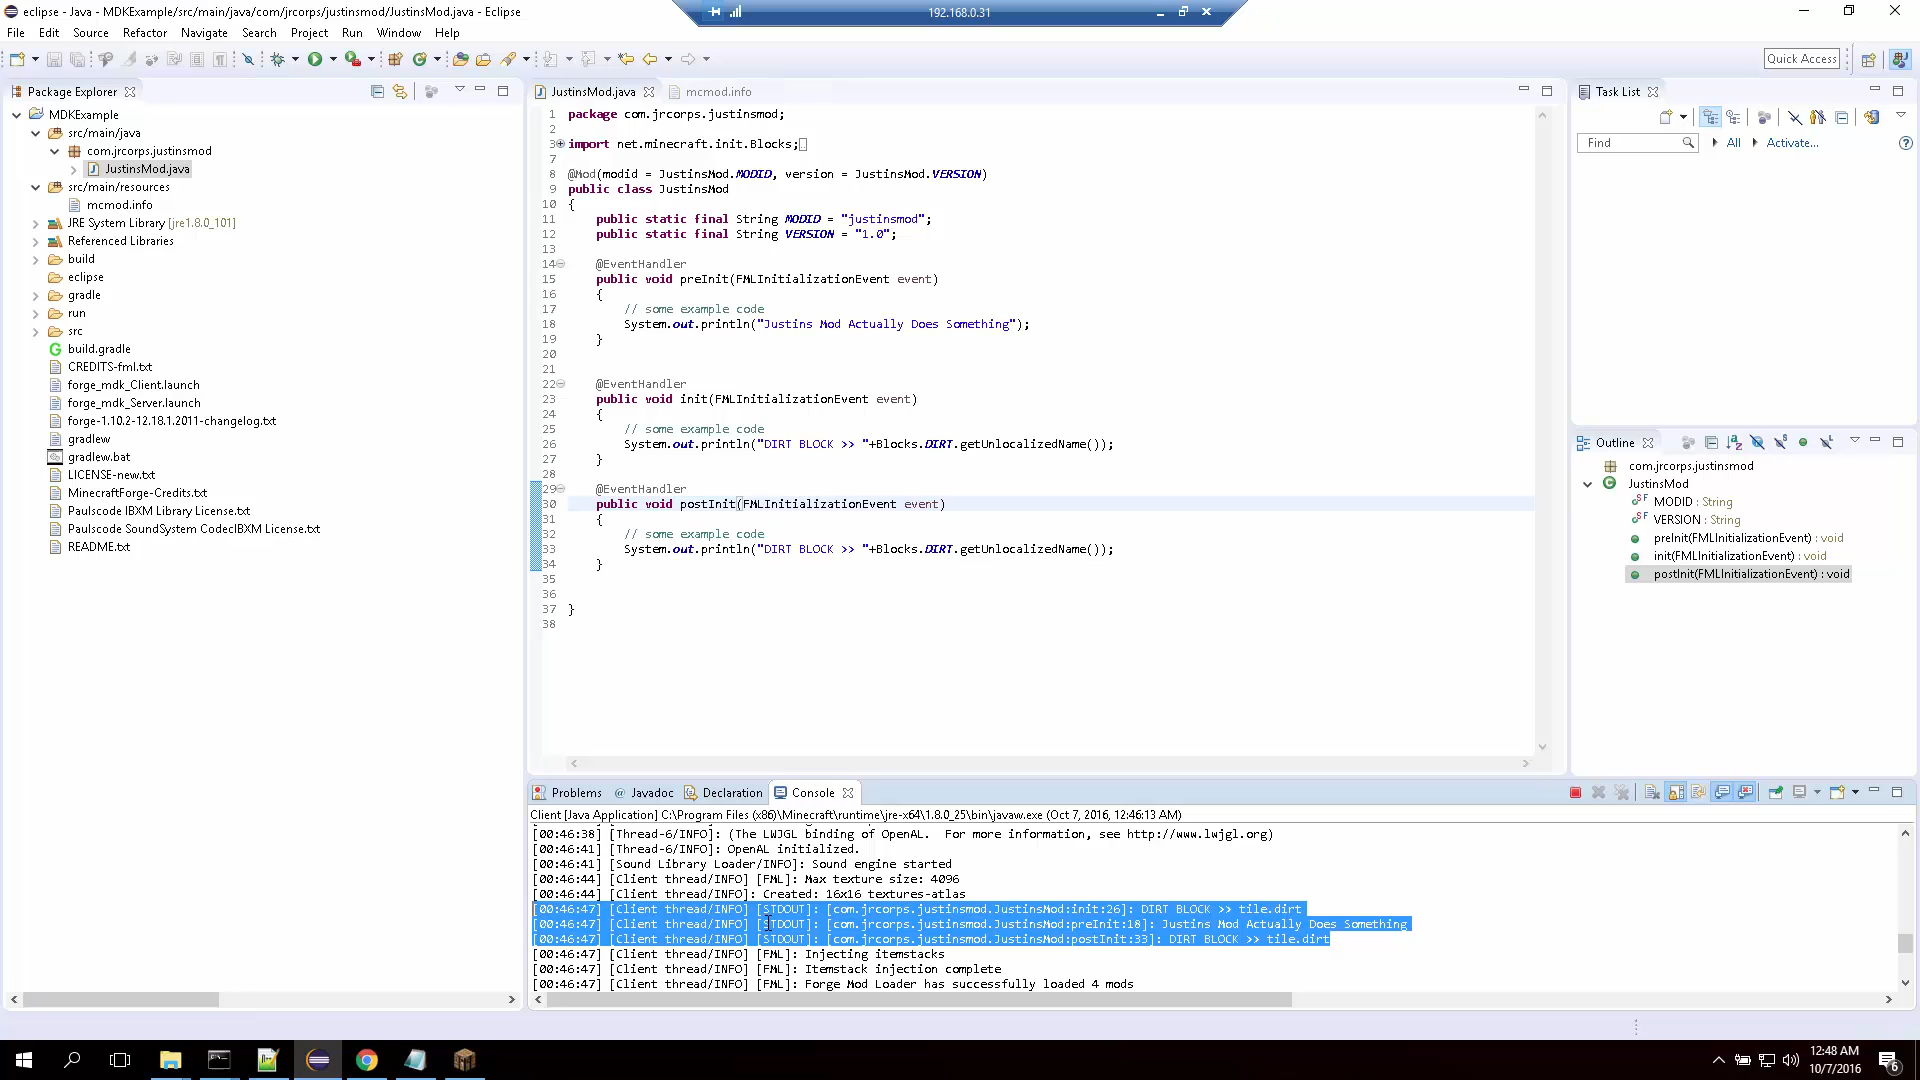 eclipse - Java - MDKExample/src/main/java/com/jrcorps/justinsmod/JustinsMod.java - Eclipse
192.168.0.31
File Edit Source Refactor Navigate Search Project Run Window Help
Quick Access
Package Explorer
MDKExample
src/main/java
com.jrcorps.justinsmod
JustinsMod.java
src/main/resources
mcmod.info
JRE System Library [jre1.8.0_101]
Referenced Libraries
build
eclipse
gradle
run
src
build.gradle
CREDITS-fml.txt
forge_mdk_Client.launch
forge_mdk_Server.launch
forge-1.10.2-12.18.1.2011-changelog.txt
gradlew
gradlew.bat
LICENSE-new.txt
MinecraftForge-Credits.txt
Paulscode IBXM Library License.txt
Paulscode SoundSystem CodecIBXM License.txt
README.txt
JustinsMod.java mcmod.info
1 package com.jrcorps.justinsmod;
2
3 import net.minecraft.init.Blocks;
7
8 @Mod(modid = JustinsMod.MODID, version = JustinsMod.VERSION)
9 public class JustinsMod
10 {
11 public static final String MODID = "justinsmod";
12 public static final String VERSION = "1.0";
13
14 @EventHandler
15 public void preInit(FMLInitializationEvent event)
16 {
17 // some example code
18 System.out.println("Justins Mod Actually Does Something");
19 }
20
21
22 @EventHandler
23 public void init(FMLInitializationEvent event)
24 {
25 // some example code
26 System.out.println("DIRT BLOCK >> "+Blocks.DIRT.getUnlocalizedName());
27 }
28
29 @EventHandler
30 public void postInit(FMLInitializationEvent event)
31 {
32 // some example code
33 System.out.println("DIRT BLOCK >> "+Blocks.DIRT.getUnlocalizedName());
34 }
35
36
37 }
38
Task List
Find All Activate...
Outline
com.jrcorps.justinsmod
JustinsMod
MODID : String
VERSION : String
preInit(FMLInitializationEvent) : void
init(FMLInitializationEvent) : void
postInit(FMLInitializationEvent) : void
Problems @ Javadoc Declaration Console
Client [Java Application] C:\Program Files (x86)\Minecraft\runtime\jre-x64\1.8.0_25\bin\javaw.exe (Oct 7, 2016, 12:46:13 AM)
[00:46:38] [Thread-6/INFO]: (The LWJGL binding of OpenAL. For more information, see http://www.lwjgl.org)
[00:46:41] [Thread-6/INFO]: OpenAL initialized.
[00:46:41] [Sound Library Loader/INFO]: Sound engine started
[00:46:44] [Client thread/INFO] [FML]: Max texture size: 4096
[00:46:44] [Client thread/INFO]: Created: 16x16 textures-atlas
[00:46:47] [Client thread/INFO] [STDOUT]: [com.jrcorps.justinsmod.JustinsMod:init:26]: DIRT BLOCK >> tile.dirt
[00:46:47] [Client thread/INFO] [STDOUT]: [com.jrcorps.justinsmod.JustinsMod:preInit:18]: Justins Mod Actually Does Something
[00:46:47] [Client thread/INFO] [STDOUT]: [com.jrcorps.justinsmod.JustinsMod:postInit:33]: DIRT BLOCK >> tile.dirt
[00:46:47] [Client thread/INFO] [FML]: Injecting itemstacks
[00:46:47] [Client thread/INFO] [FML]: Itemstack injection complete
[00:46:47] [Client thread/INFO] [FML]: Forge Mod Loader has successfully loaded 4 mods
12:48 AM
10/7/2016
6